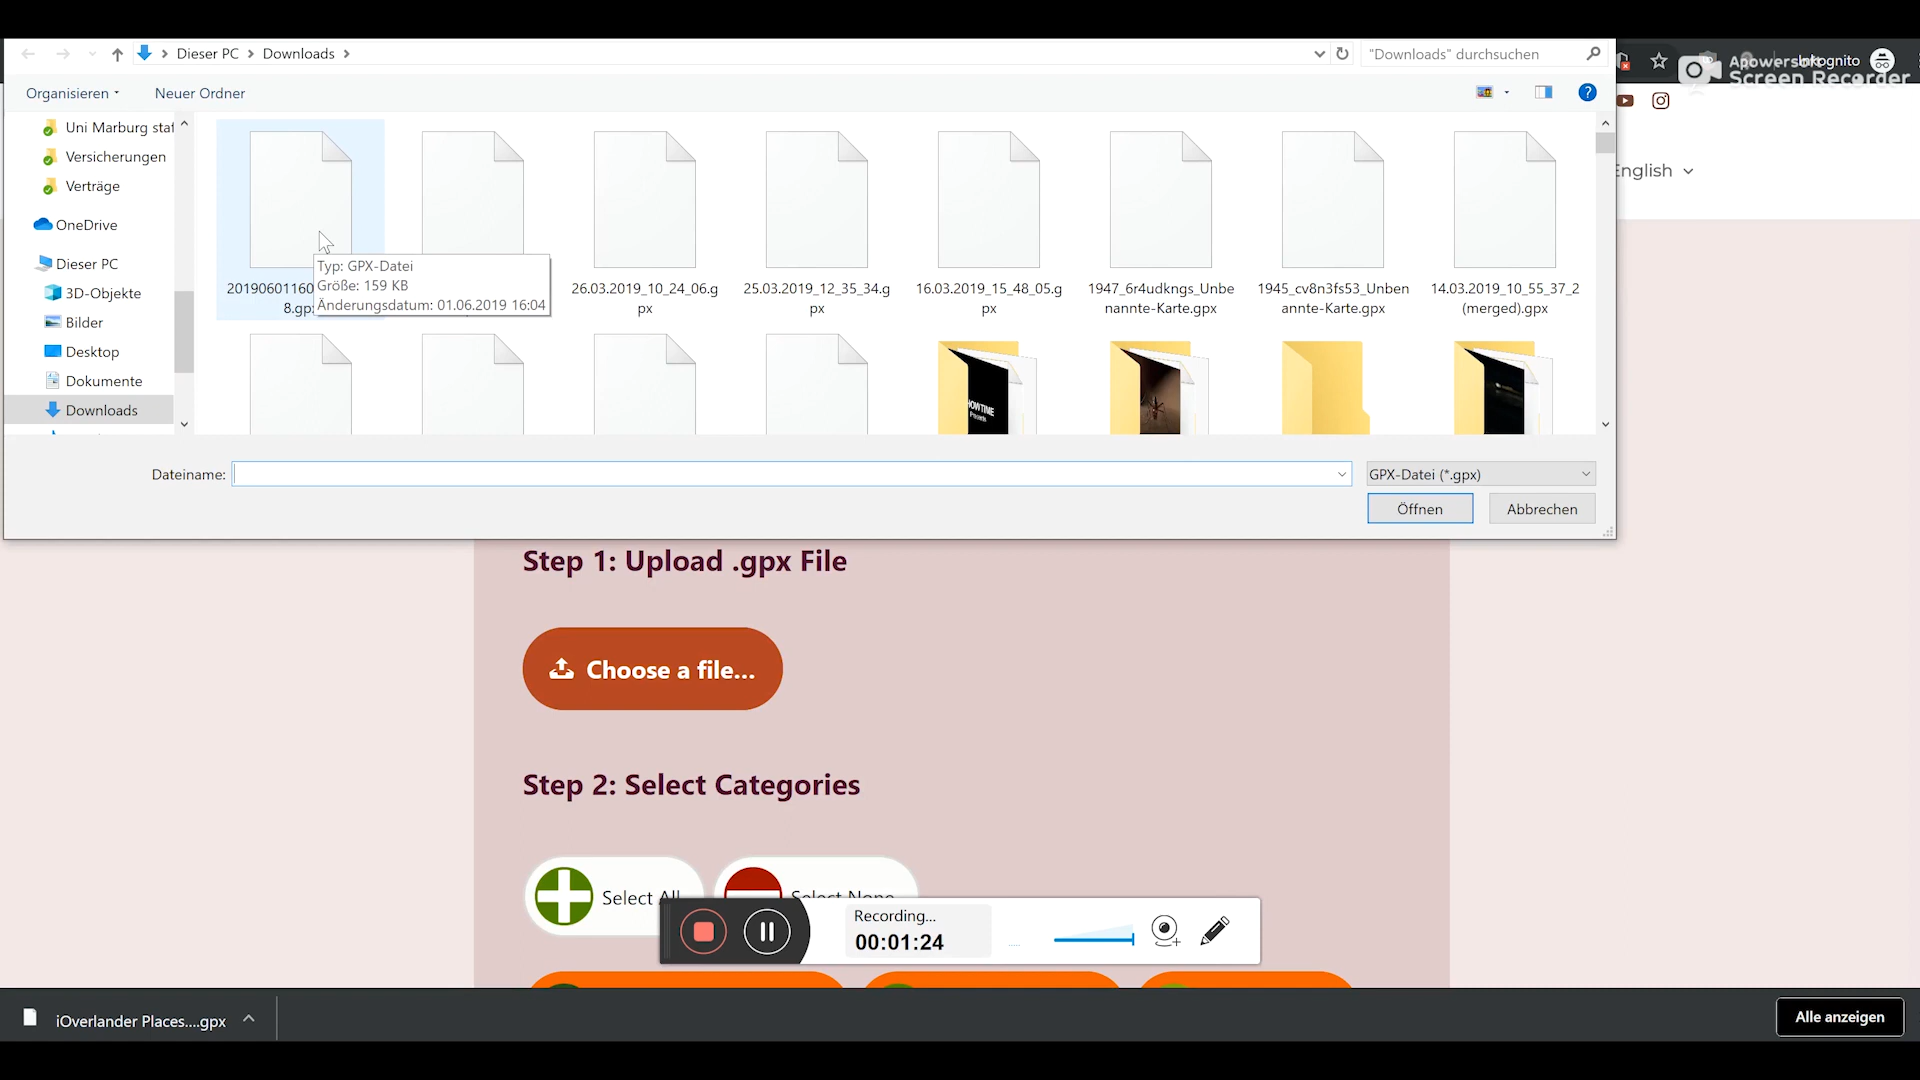 Dieser PC
Downloads
"Downloads" durchsuchen
Inkognito
Apowersoft
Screen Recorder
Organisieren
Neuer Ordner
English
Uni Marburg
Versicherungen
Verträge
OneDrive
Dieser PC
3D-Objekte
Bilder
Desktop
Dokumente
Downloads
Typ: GPX-Datei
Größe: 159 KB
Änderungsdatum: 01.06.2019 16:04
26.03.2019_10_24_06.g
px
25.03.2019_12_35_34.g
px
16.03.2019_15_48_05.g
px
1947_6r4udkngs_Unbe
nannte-Karte.gpx
1945_cv8n3fs53_Unben
annte-Karte.gpx
14.03.2019_10_55_37_2
(merged).gpx
Dateiname:
GPX-Datei (*.gpx)
Öffnen
Abbrechen
Step 1: Upload .gpx File
Choose a file...
Step 2: Select Categories
Select All
Select None
Recording...
00:01:24
iOverlander Places....gpx
Alle anzeigen